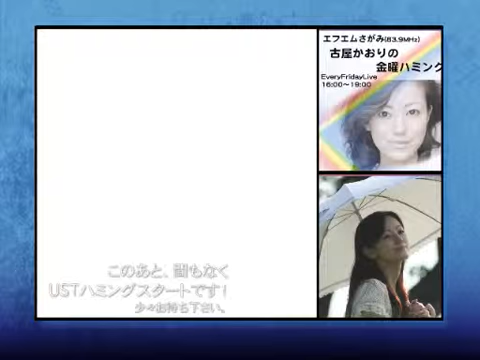 エフエムさがみ(83.9MHz)
古屋かおりの
金曜ハミング
EveryFridayLive
16:00〜19:00
このあと、間もなく
USTハミングスタートです!
少々お待ち下さい。